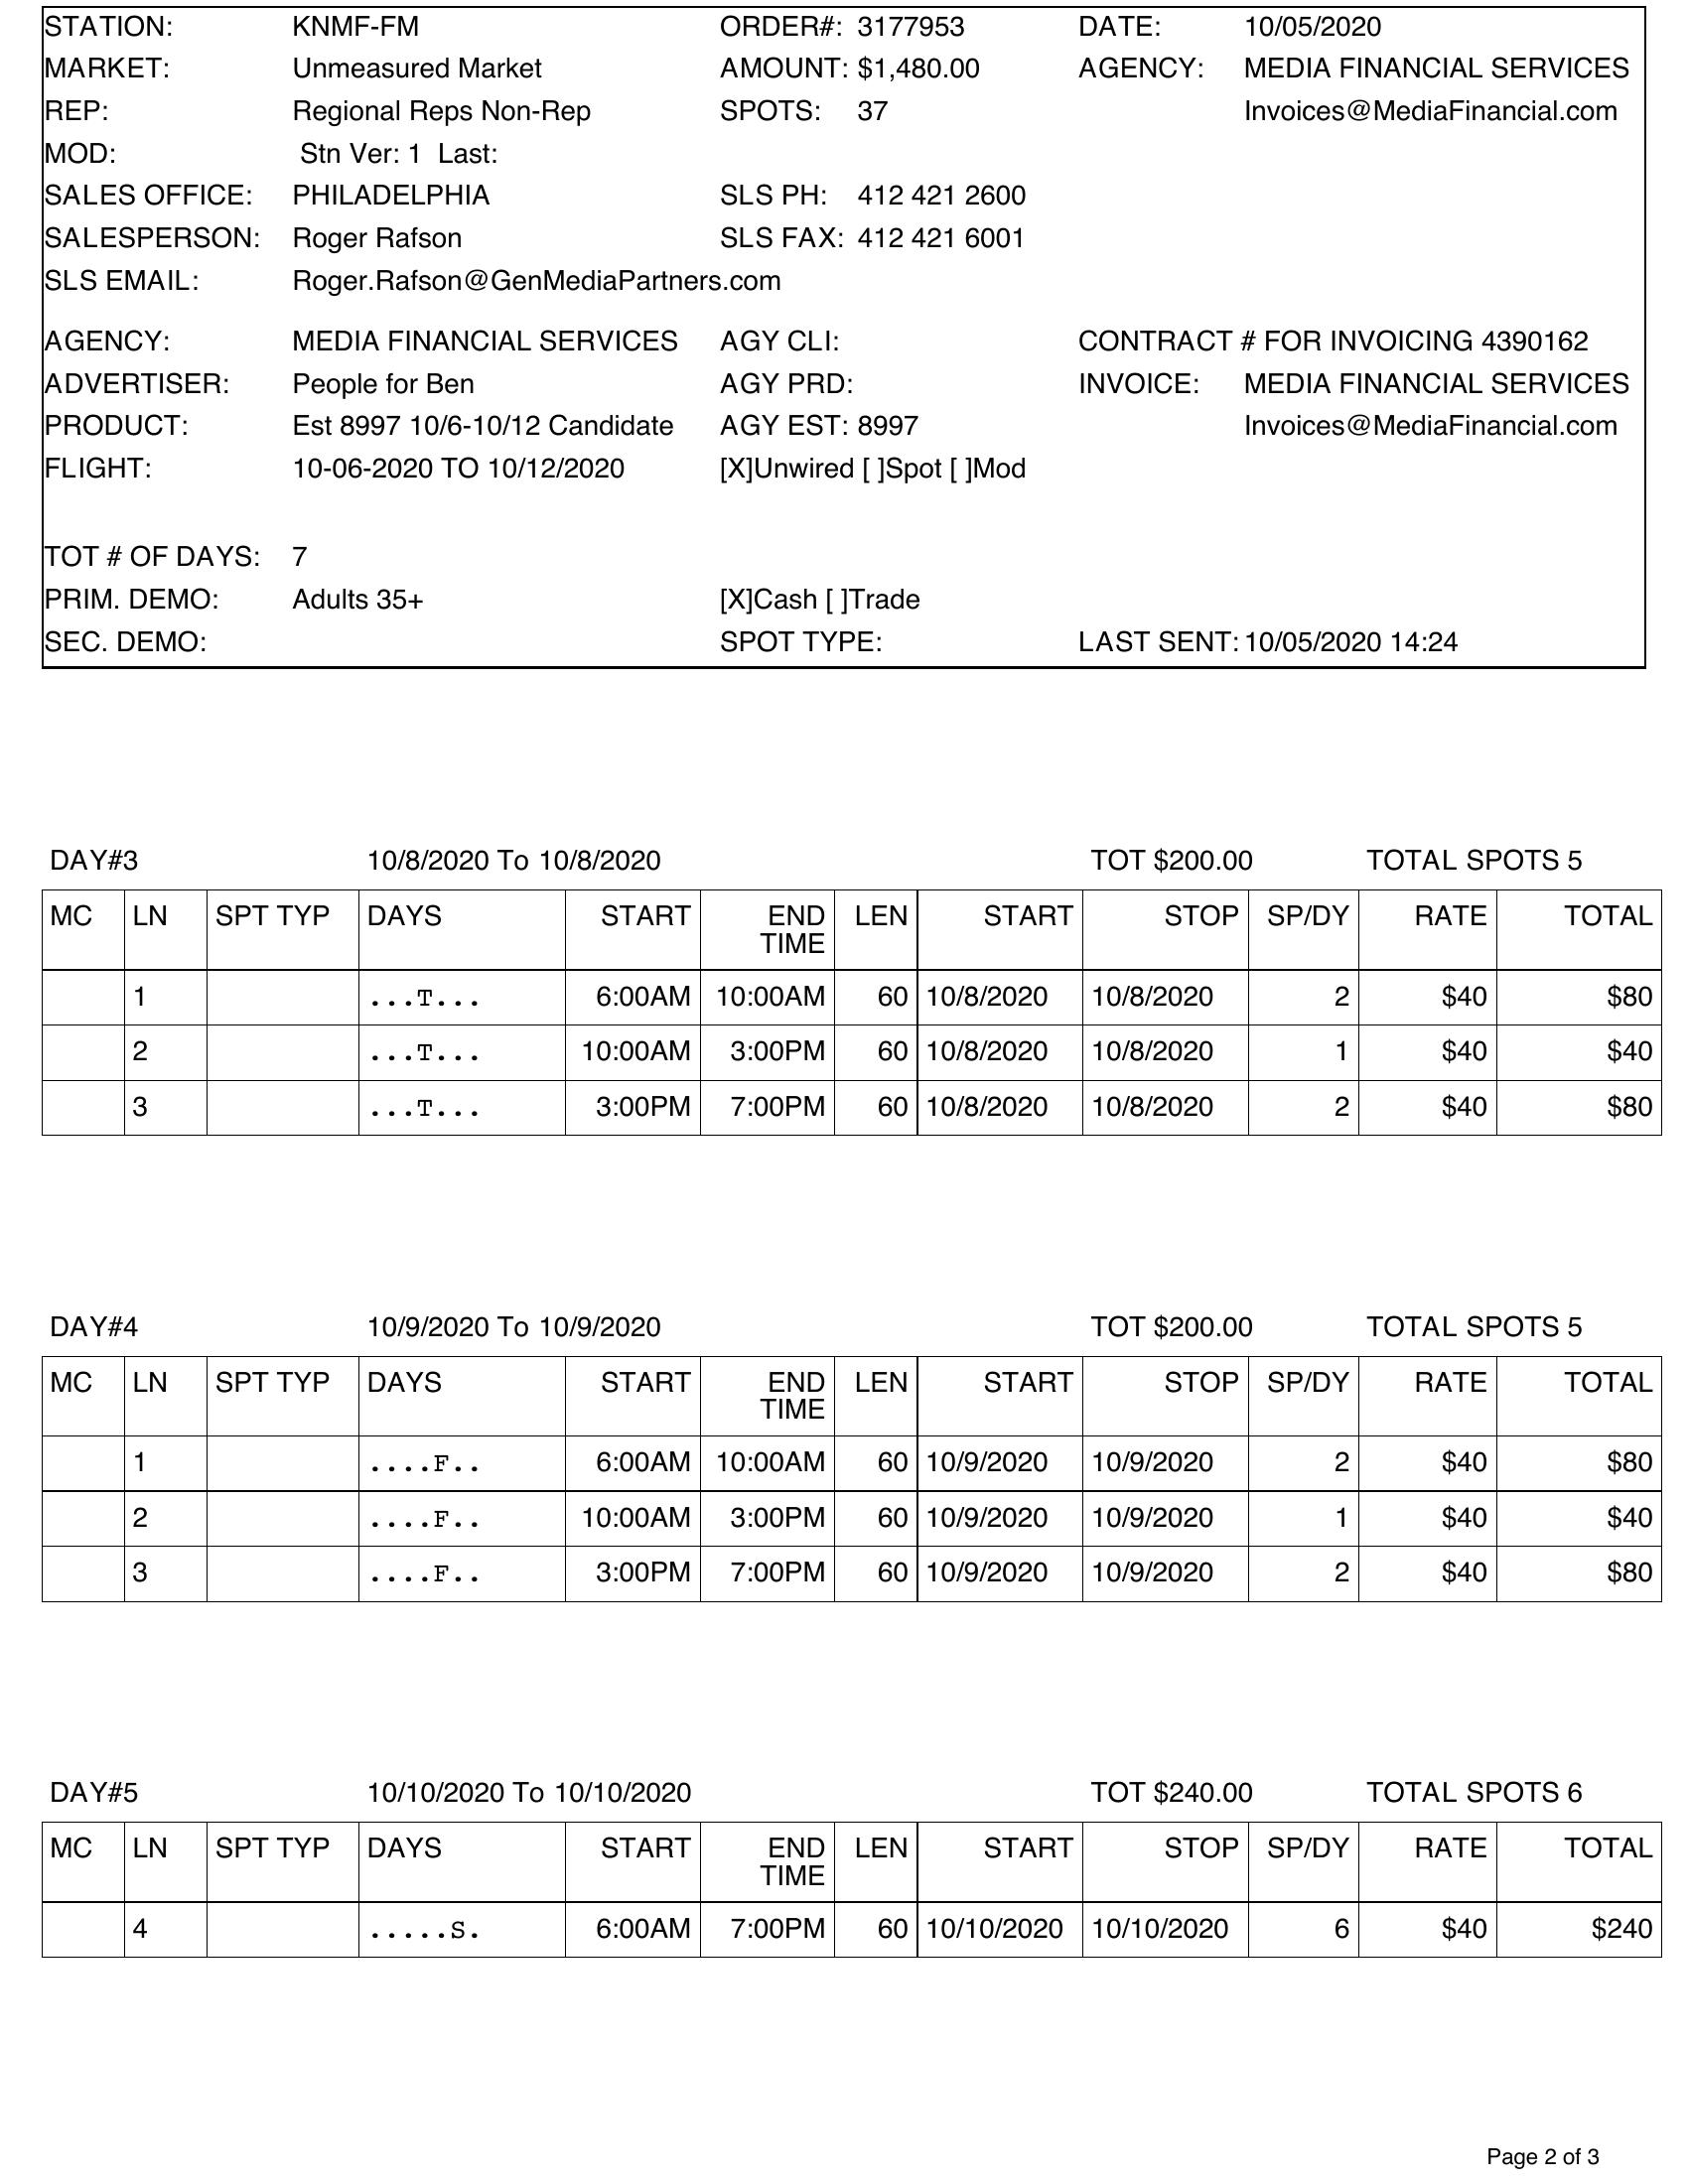 STATION: KNMF-FM ORDER#: 3177953 DATE: 10/05/2020
MARKET: Unmeasured Market AMOUNT: $1,480.00 AGENCY: MEDIA FINANCIAL SERVICES
REP: Regional Reps Non-Rep SPOTS: 37 Invoices@MediaFinancial.com
MOD: Stn Ver: 1 Last:
SALES OFFICE: PHILADELPHIA SLS PH: 412 421 2600
SALESPERSON: Roger Rafson SLS FAX: 412 421 6001
SLS EMAIL: Roger.Rafson@GenMediaPartners.com
AGENCY: MEDIA FINANCIAL SERVICES AGY CLI: CONTRACT # FOR INVOICING 4390162
ADVERTISER: People for Ben AGY PRD: INVOICE: MEDIA FINANCIAL SERVICES
PRODUCT: Est 8997 10/6-10/12 Candidate AGY EST: 8997 Invoices@MediaFinancial.com
FLIGHT: 10-06-2020 TO 10/12/2020 [X]Unwired [ ]Spot [ ]Mod
TOT # OF DAYS: 7
PRIM. DEMO: Adults 35+ [X]Cash [ ]Trade
SEC. DEMO: SPOT TYPE: LAST SENT: 10/05/2020 14:24
DAY#3 10/8/2020 To 10/8/2020 TOT $200.00 TOTAL SPOTS 5
MC LN SPT TYP DAYS START END TIME LEN START STOP SP/DY RATE TOTAL
1 ...T... 6:00AM 10:00AM 60 10/8/2020 10/8/2020 2 $40 $80
2 ...T... 10:00AM 3:00PM 60 10/8/2020 10/8/2020 1 $40 $40
3 ...T... 3:00PM 7:00PM 60 10/8/2020 10/8/2020 2 $40 $80
DAY#4 10/9/2020 To 10/9/2020 TOT $200.00 TOTAL SPOTS 5
MC LN SPT TYP DAYS START END TIME LEN START STOP SP/DY RATE TOTAL
1 ....F.. 6:00AM 10:00AM 60 10/9/2020 10/9/2020 2 $40 $80
2 ....F.. 10:00AM 3:00PM 60 10/9/2020 10/9/2020 1 $40 $40
3 ....F.. 3:00PM 7:00PM 60 10/9/2020 10/9/2020 2 $40 $80
DAY#5 10/10/2020 To 10/10/2020 TOT $240.00 TOTAL SPOTS 6
MC LN SPT TYP DAYS START END TIME LEN START STOP SP/DY RATE TOTAL
4 .....S. 6:00AM 7:00PM 60 10/10/2020 10/10/2020 6 $40 $240
Page 2 of 3